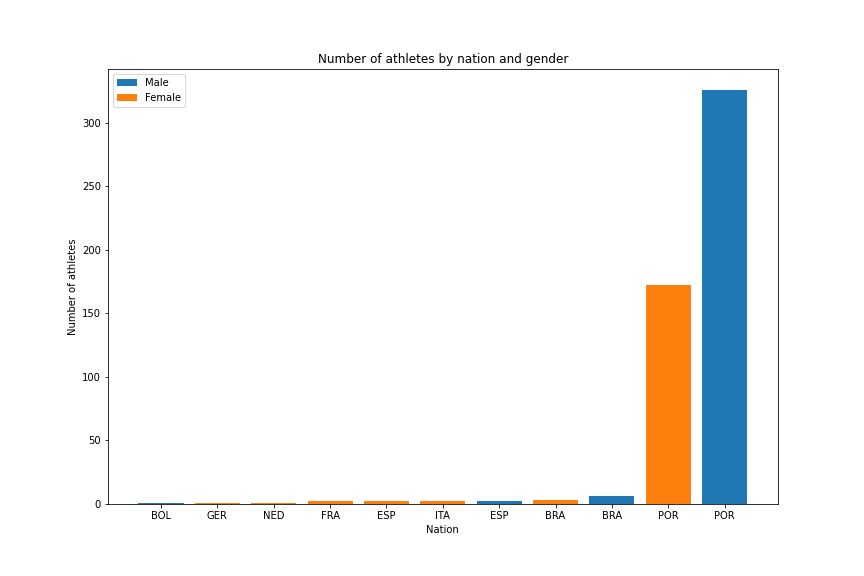 Number of athletes by nation and gender
Male
Female
Number of athletes
300
250
200
150
100
50
0
BOL GER NED FRA ESP ITA ESP BRA BRA POR POR
Nation